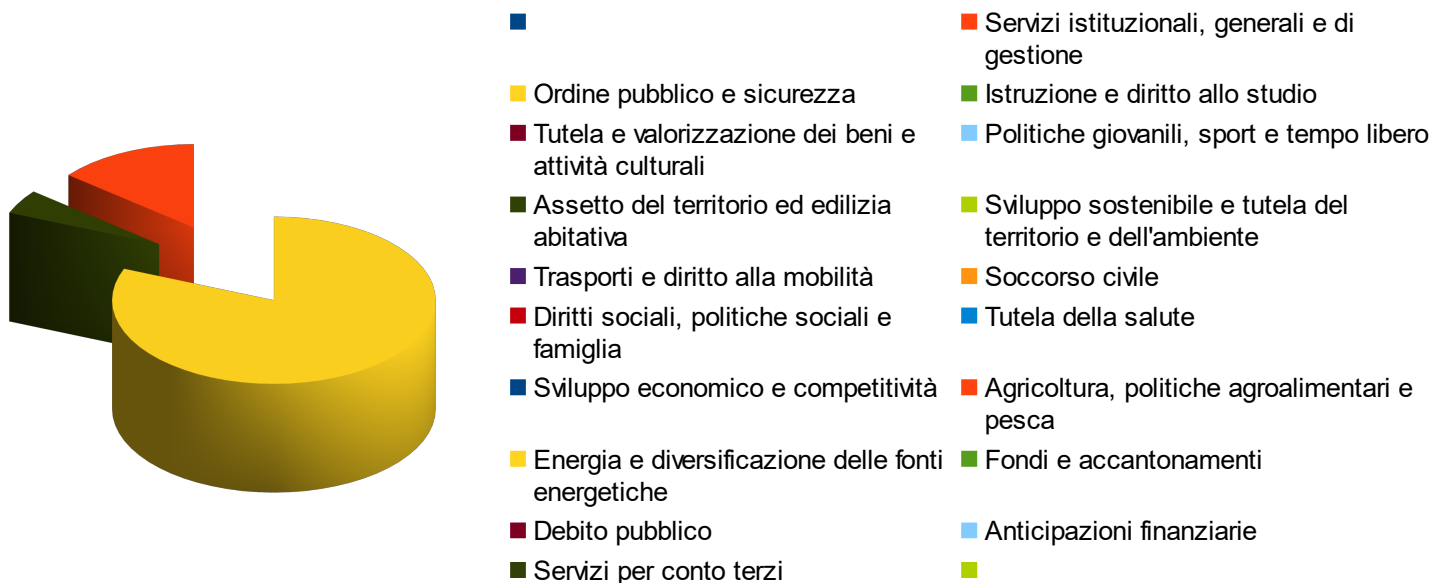 Servizi istituzionali, generali e di
gestione
Ordine pubblico e sicurezza
Istruzione e diritto allo studio
Tutela e valorizzazione dei beni e
attività culturali
Politiche giovanili, sport e tempo libero
Assetto del territorio ed edilizia
abitativa
Sviluppo sostenibile e tutela del
territorio e dell'ambiente
Trasporti e diritto alla mobilità
Soccorso civile
Diritti sociali, politiche sociali e
famiglia
Tutela della salute
Sviluppo economico e competitività
Agricoltura, politiche agroalimentari e
pesca
Energia e diversificazione delle fonti
energetiche
Fondi e accantonamenti
Debito pubblico
Anticipazioni finanziarie
Servizi per conto terzi